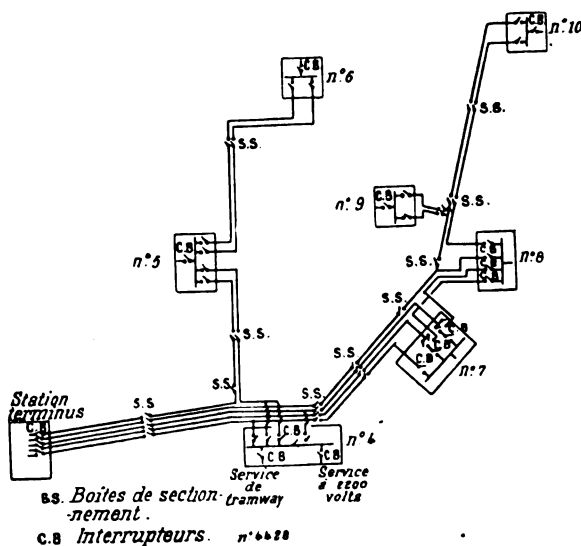 C.B
n°10
C.B
n°6
S.S.
S.S.
C.B
n°9
S.S.
C.B
n°5
S.S.
C.B
C.B
n°8
S.S.
S.S.
C.B
C.B
n°7
S.S.
S.S.
S.S.
S.S
S.S.
Station
terminus
C.B
C.B
n°4
C.B
C.B
Service
de
tramway
Service
à 2200
volts
S.S. Boîtes de section-
-nement.
C.B Interrupteurs. n°4428